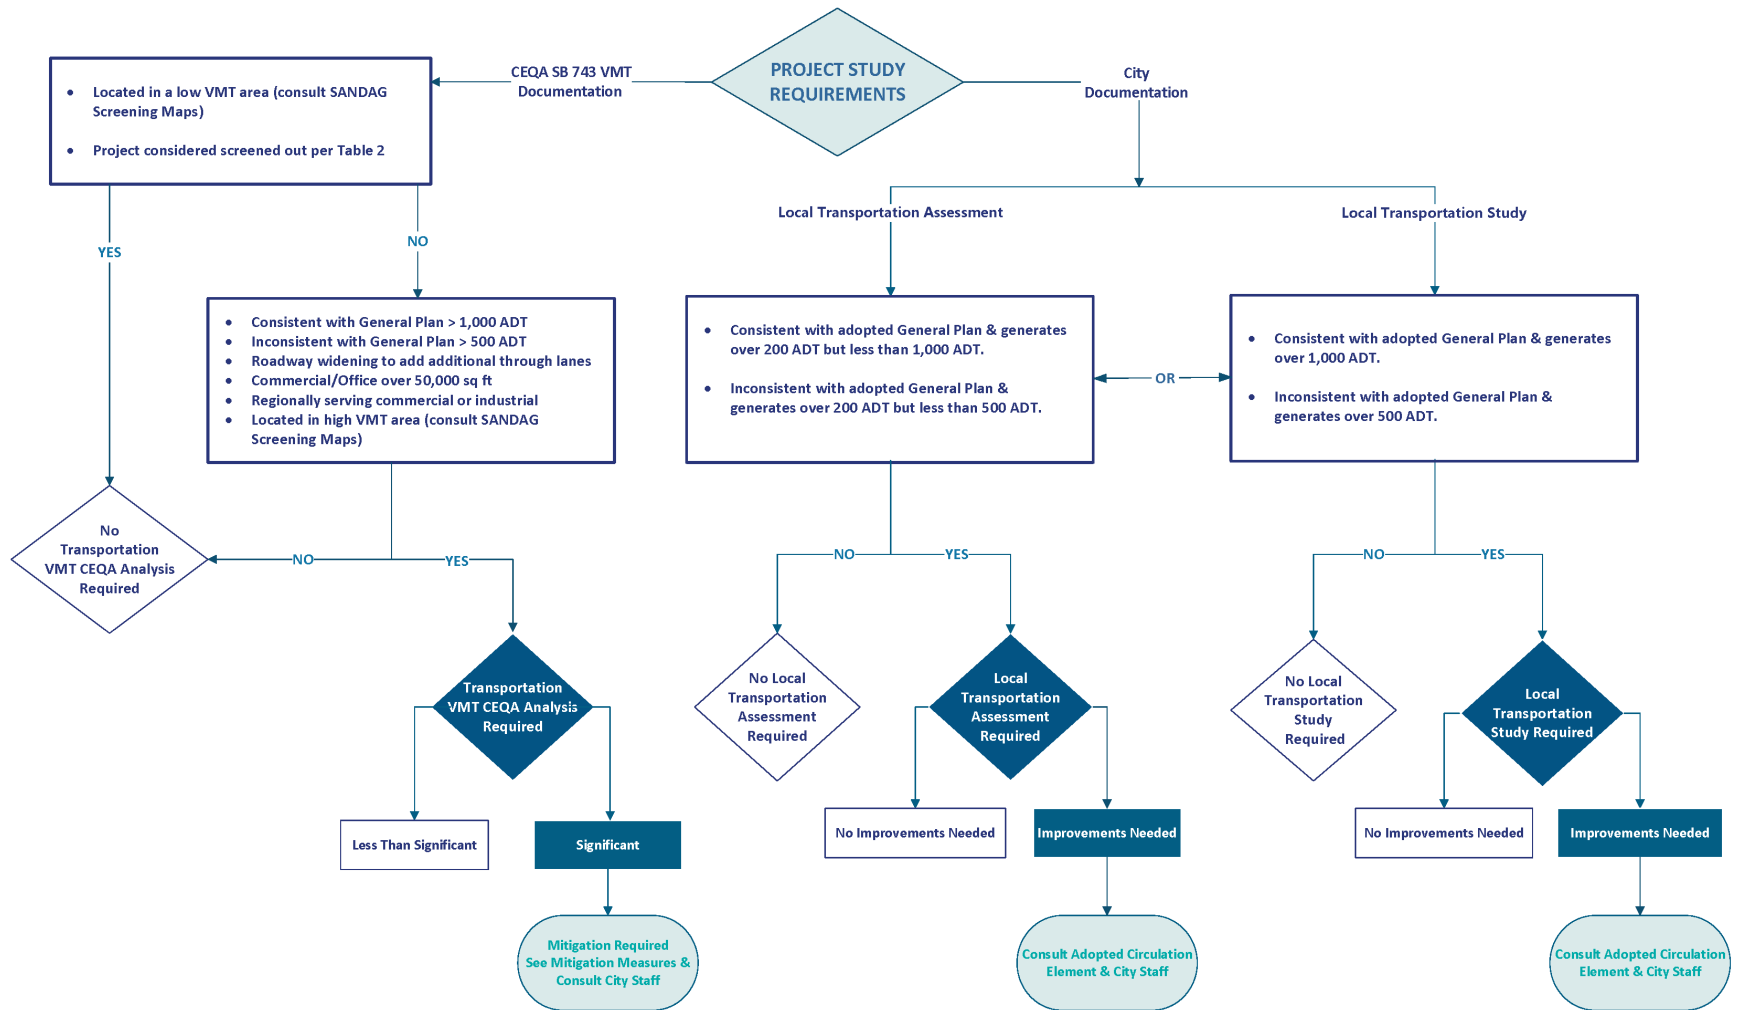 PROJECT STUDY
REQUIREMENTS
CEQA SB 743 VMT
Documentation
City
Documentation
• Located in a low VMT area (consult SANDAG
Screening Maps)
• Project considered screened out per Table 2
YES
NO
Local Transportation Assessment
Local Transportation Study
• Consistent with General Plan > 1,000 ADT
• Inconsistent with General Plan > 500 ADT
• Roadway widening to add additional through lanes
• Commercial/Office over 50,000 sq ft
• Regionally serving commercial or industrial
• Located in high VMT area (consult SANDAG
Screening Maps)
• Consistent with adopted General Plan & generates
over 200 ADT but less than 1,000 ADT.
• Inconsistent with adopted General Plan &
generates over 200 ADT but less than 500 ADT.
OR
• Consistent with adopted General Plan & generates
over 1,000 ADT.
• Inconsistent with adopted General Plan &
generates over 500 ADT.
No
Transportation
VMT CEQA Analysis
Required
NO
YES
NO
YES
NO
YES
Transportation
VMT CEQA Analysis
Required
No Local
Transportation
Assessment
Required
Local
Transportation
Assessment
Required
No Local
Transportation
Study
Required
Local
Transportation
Study Required
Less Than Significant
Significant
No Improvements Needed
Improvements Needed
No Improvements Needed
Improvements Needed
Mitigation Required
See Mitigation Measures &
Consult City Staff
Consult Adopted Circulation
Element & City Staff
Consult Adopted Circulation
Element & City Staff